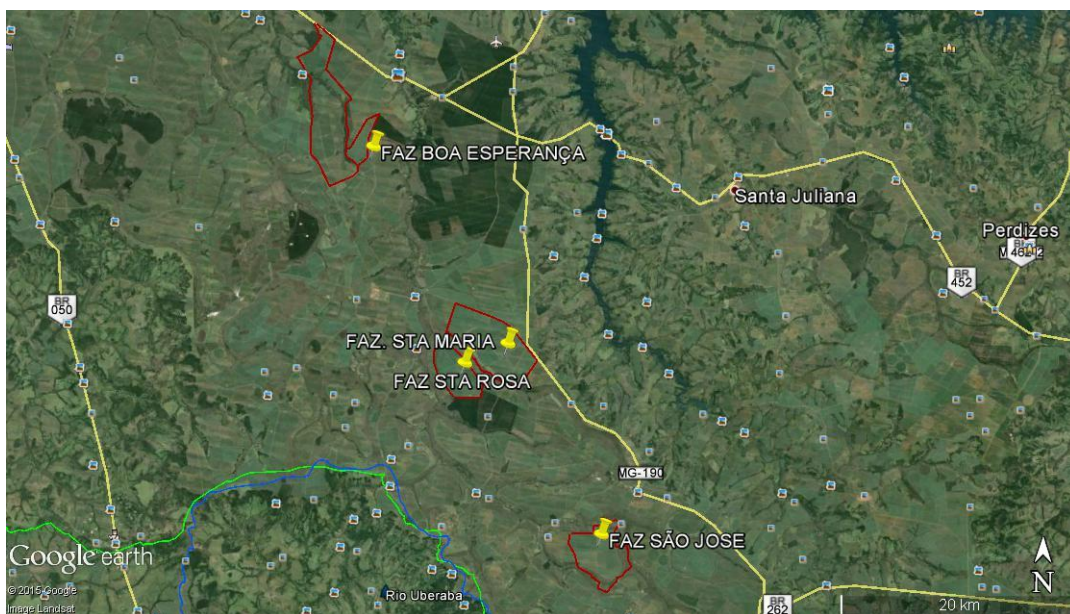 FAZ BOA ESPERANÇA
Santa Juliana
Perdizes
BR
452
BR
050
FAZ. STA MARIA
FAZ STA ROSA
MG-190
FAZ SÃO JOSE
Google earth
© 2015 Google
Image Landsat
Rio Uberaba
BR
262
20 km
N